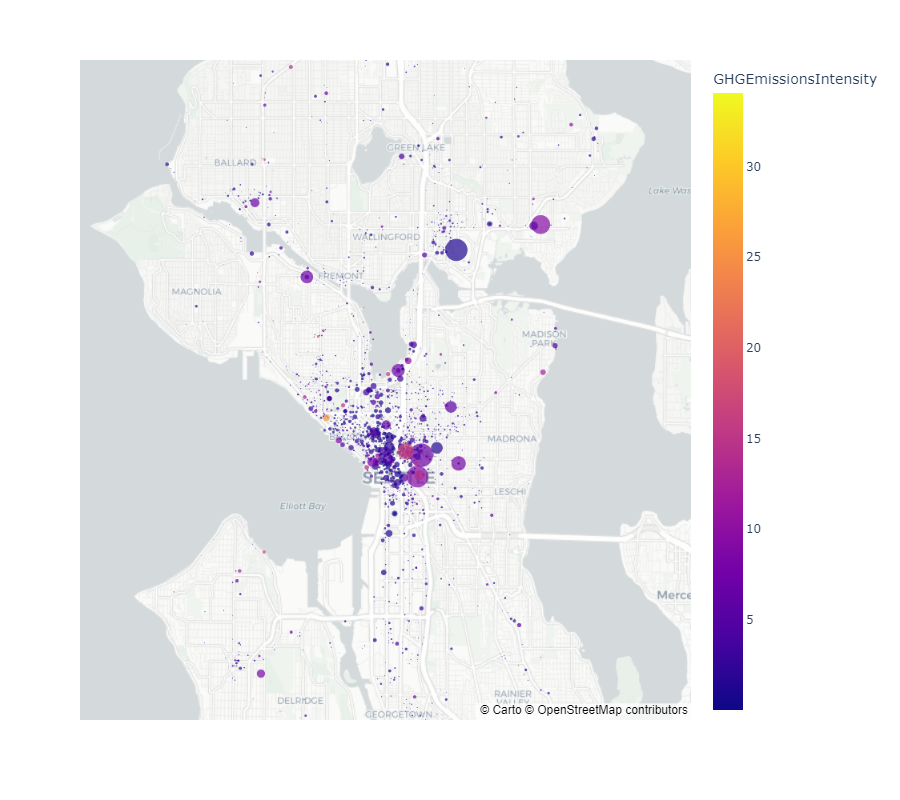 GHGEmissionsIntensity
30
25
20
15
10
5
GREEN LAKE
BALLARD
Lake Was
WALLINGFORD
FREMONT
MAGNOLIA
MADISON
PARK
MADRONA
LESCHI
Elliott Bay
Merce
DELRIDGE
RAINIER
VALLEY
GEORGETOWN
© Carto © OpenStreetMap contributors